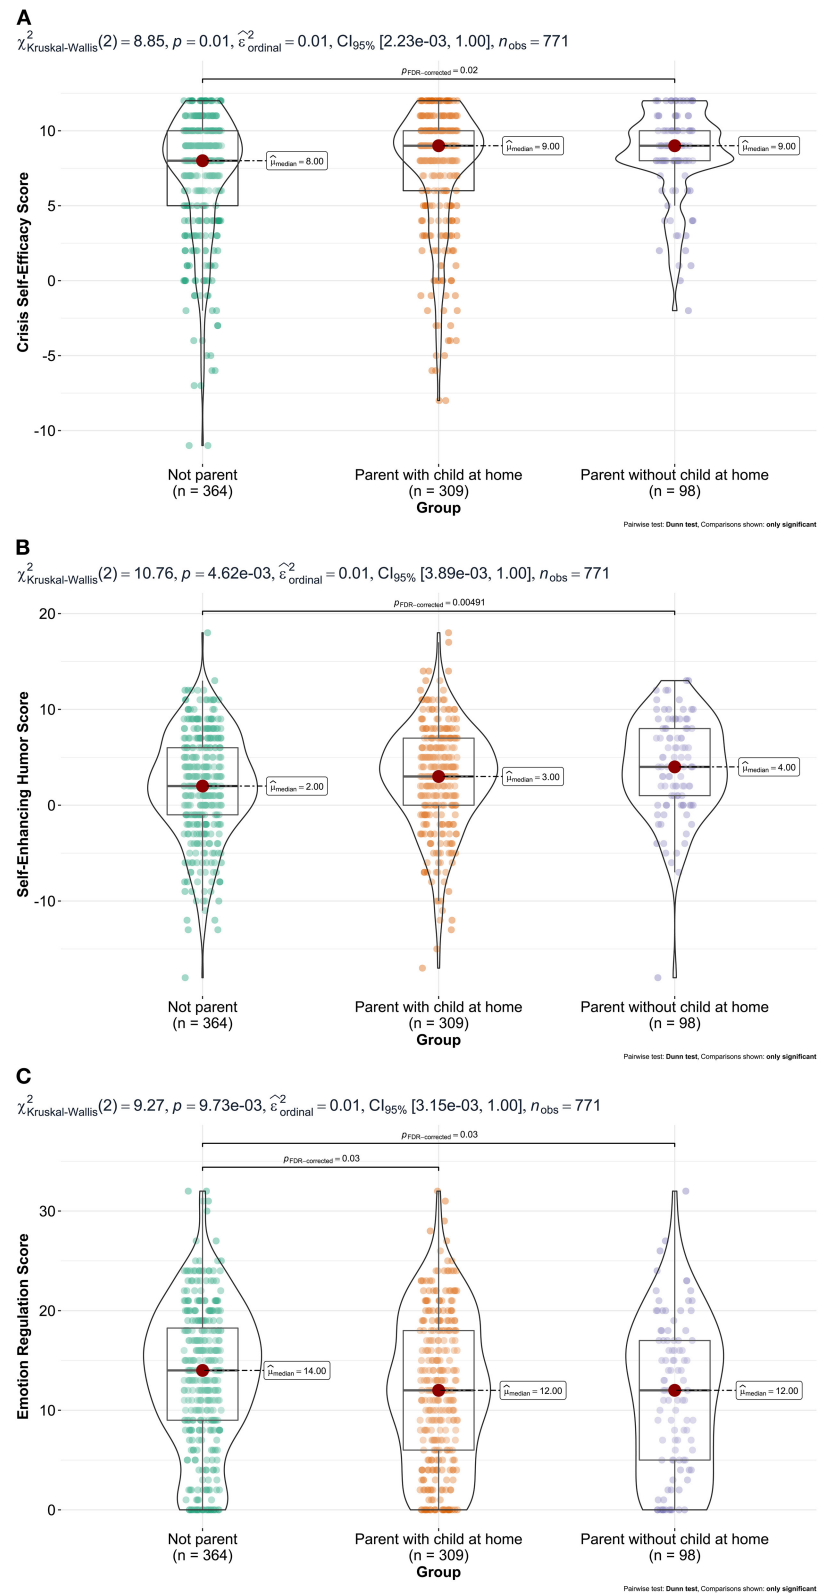 A
χ²Kruskal-Wallis(2) = 8.85, p = 0.01, ε̂²ordinal = 0.01, CI95% [2.23e-03, 1.00], nobs = 771
pFDR-corrected = 0.02
10
5
0
-5
-10
Crisis Self-Efficacy Score
μ̂median = 8.00
μ̂median = 9.00
μ̂median = 9.00
Not parent
(n = 364)
Parent with child at home
(n = 309)
Parent without child at home
(n = 98)
Group
Pairwise test: Dunn test, Comparisons shown: only significant
B
χ²Kruskal-Wallis(2) = 10.76, p = 4.62e-03, ε̂²ordinal = 0.01, CI95% [3.89e-03, 1.00], nobs = 771
pFDR-corrected = 0.00491
20
10
0
-10
Self-Enhancing Humor Score
μ̂median = 2.00
μ̂median = 3.00
μ̂median = 4.00
Not parent
(n = 364)
Parent with child at home
(n = 309)
Parent without child at home
(n = 98)
Group
Pairwise test: Dunn test, Comparisons shown: only significant
C
χ²Kruskal-Wallis(2) = 9.27, p = 9.73e-03, ε̂²ordinal = 0.01, CI95% [3.15e-03, 1.00], nobs = 771
pFDR-corrected = 0.03
pFDR-corrected = 0.03
30
20
10
0
Emotion Regulation Score
μ̂median = 14.00
μ̂median = 12.00
μ̂median = 12.00
Not parent
(n = 364)
Parent with child at home
(n = 309)
Parent without child at home
(n = 98)
Group
Pairwise test: Dunn test, Comparisons shown: only significant